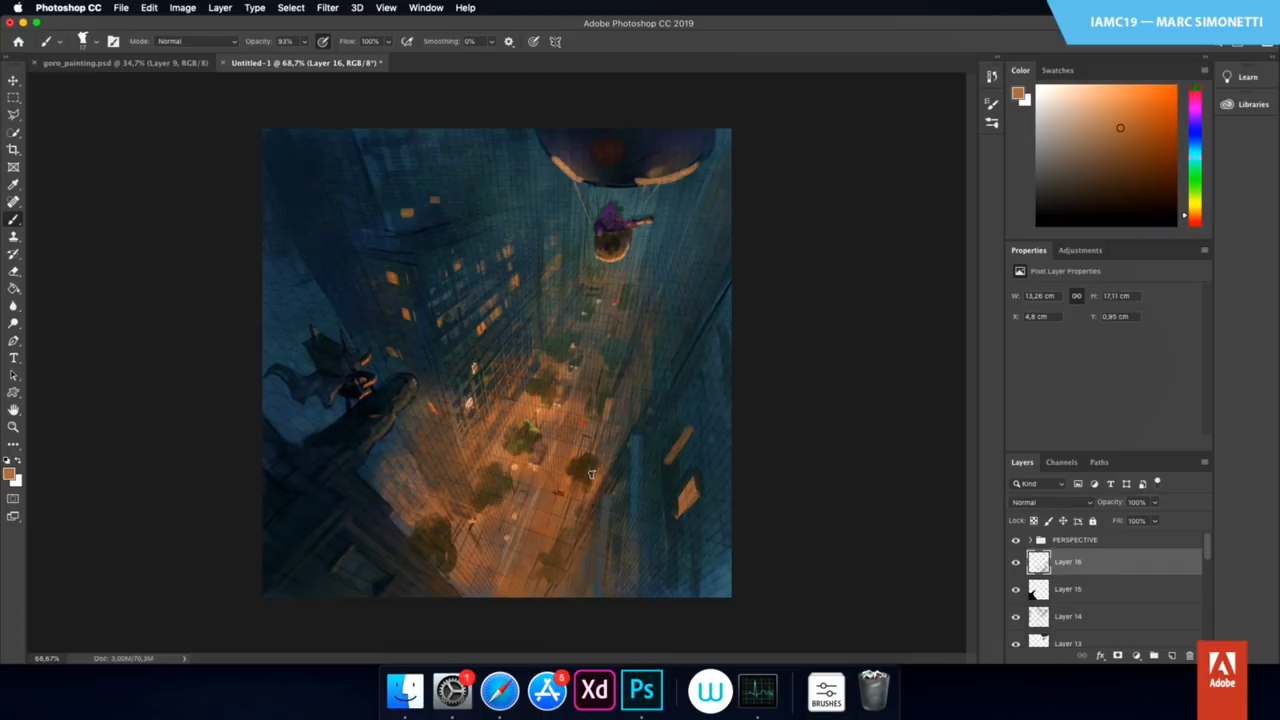 Photoshop CC File Edit Image Layer Type Select Filter 3D View Window Help
Adobe Photoshop CC 2019
IAMC19 — MARC SIMONETTI
Mode: Normal Opacity: 93% Flow: 100% Smoothing: 0%
goro_painting.psd @ 34,7% (Layer 9, RGB/8)
Untitled-1 @ 68,7% (Layer 16, RGB/8*) *
Color Swatches
Learn
Libraries
Properties Adjustments
Pixel Layer Properties
W: 13,26 cm H: 17,11 cm
X: 4,8 cm Y: 0,95 cm
Layers Channels Paths
Kind
Normal Opacity: 100%
Lock: Fill: 100%
PERSPECTIVE
Layer 16
Layer 15
Layer 14
Layer 13
68,67% Doc: 3,00M/70,3M
1
6
Xd
Ps
BRUSHES
Adobe